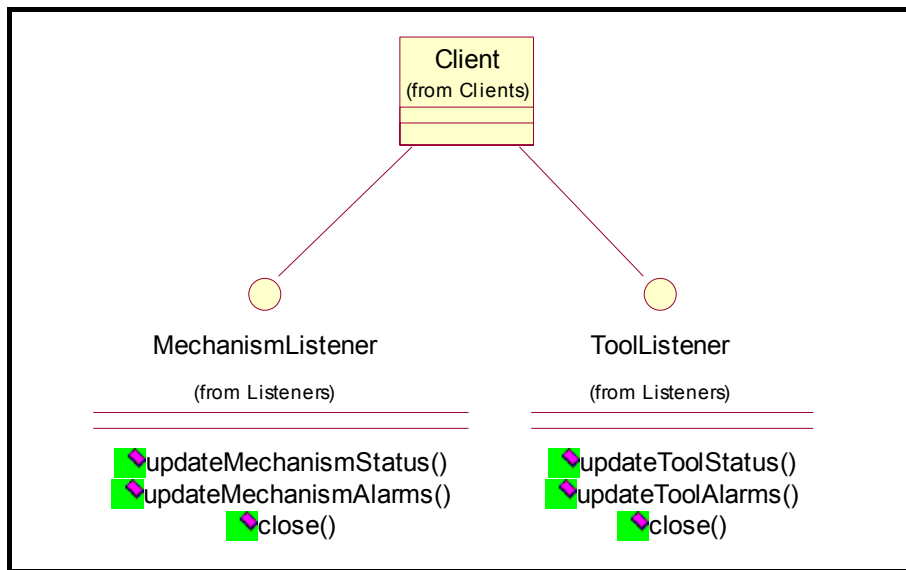 Client
(from Clients)
MechanismListener
(from Listeners)
updateMechanismStatus()
updateMechanismAlarms()
close()
ToolListener
(from Listeners)
updateToolStatus()
updateToolAlarms()
close()